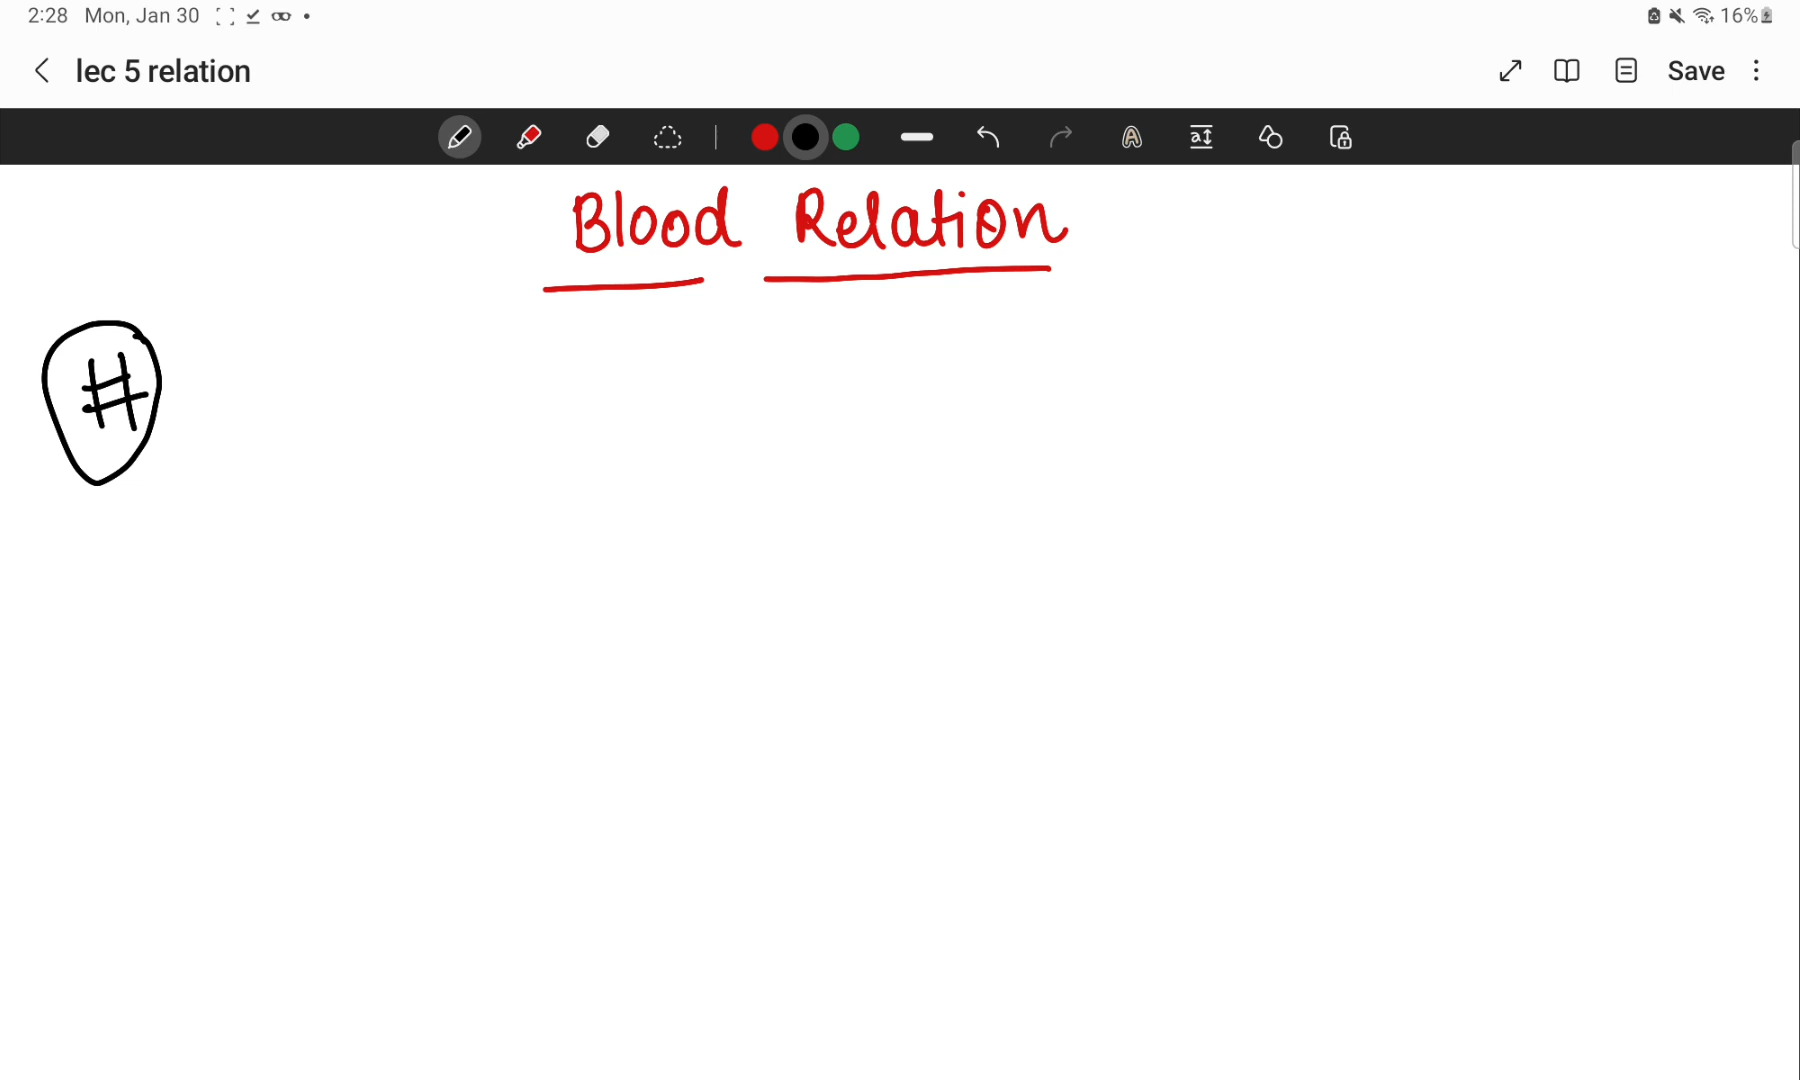 2:28 Mon, Jan 30 16%
lec 5 relation Save
Blood Relation
#